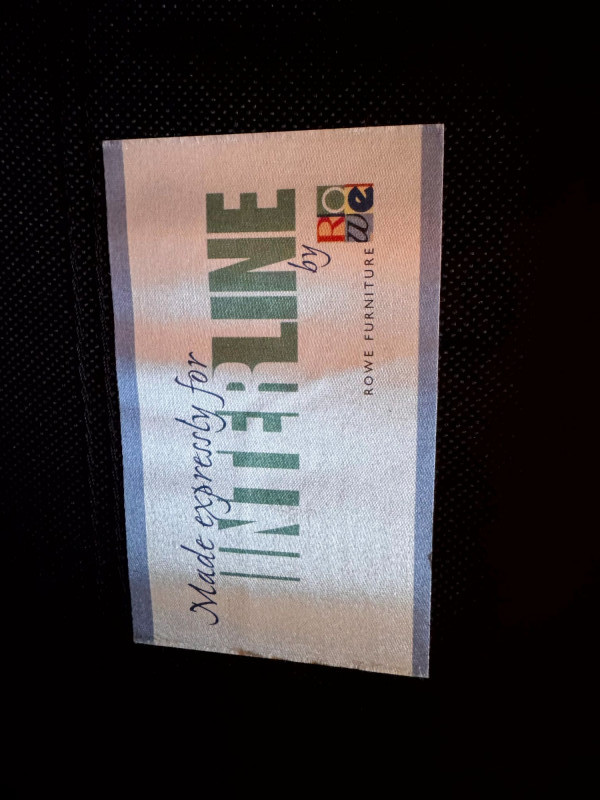 Made expressly for
INTERLINE
by Rowe
ROWE FURNITURE